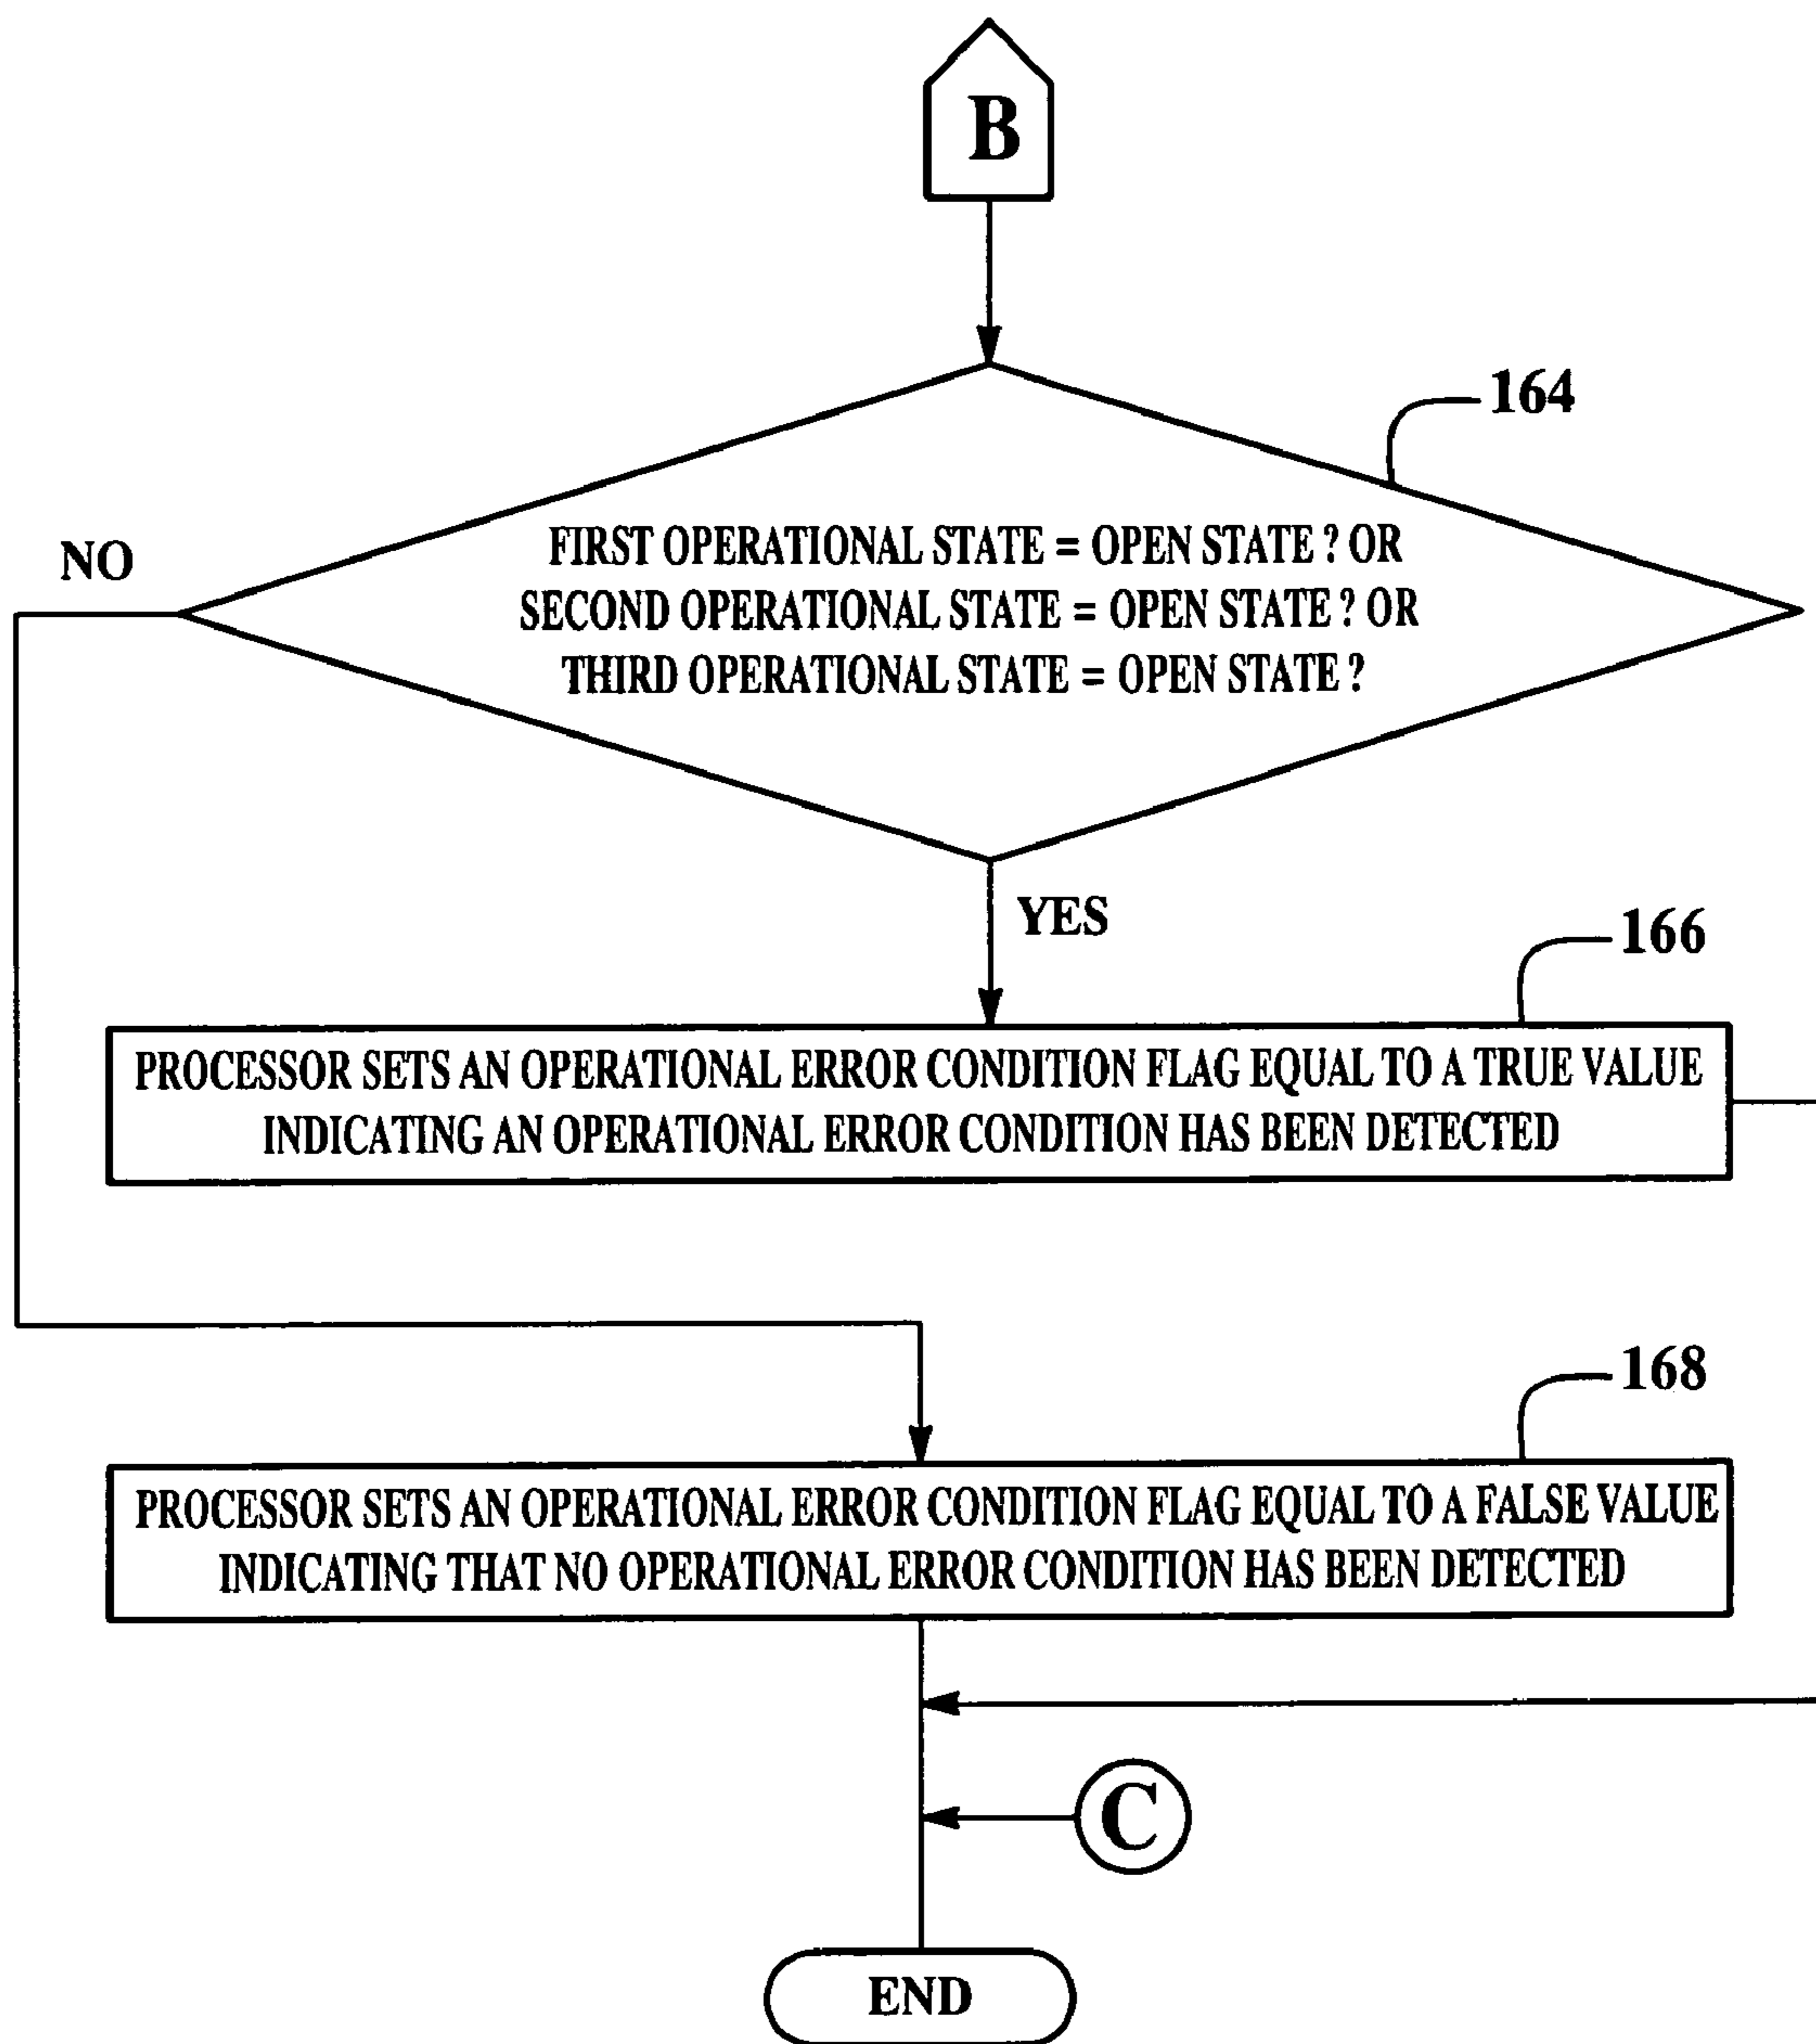 B
164
FIRST OPERATIONAL STATE = OPEN STATE ? OR
SECOND OPERATIONAL STATE = OPEN STATE ? OR
THIRD OPERATIONAL STATE = OPEN STATE ?
NO
YES
166
PROCESSOR SETS AN OPERATIONAL ERROR CONDITION FLAG EQUAL TO A TRUE VALUE
INDICATING AN OPERATIONAL ERROR CONDITION HAS BEEN DETECTED
168
PROCESSOR SETS AN OPERATIONAL ERROR CONDITION FLAG EQUAL TO A FALSE VALUE
INDICATING THAT NO OPERATIONAL ERROR CONDITION HAS BEEN DETECTED
C
END